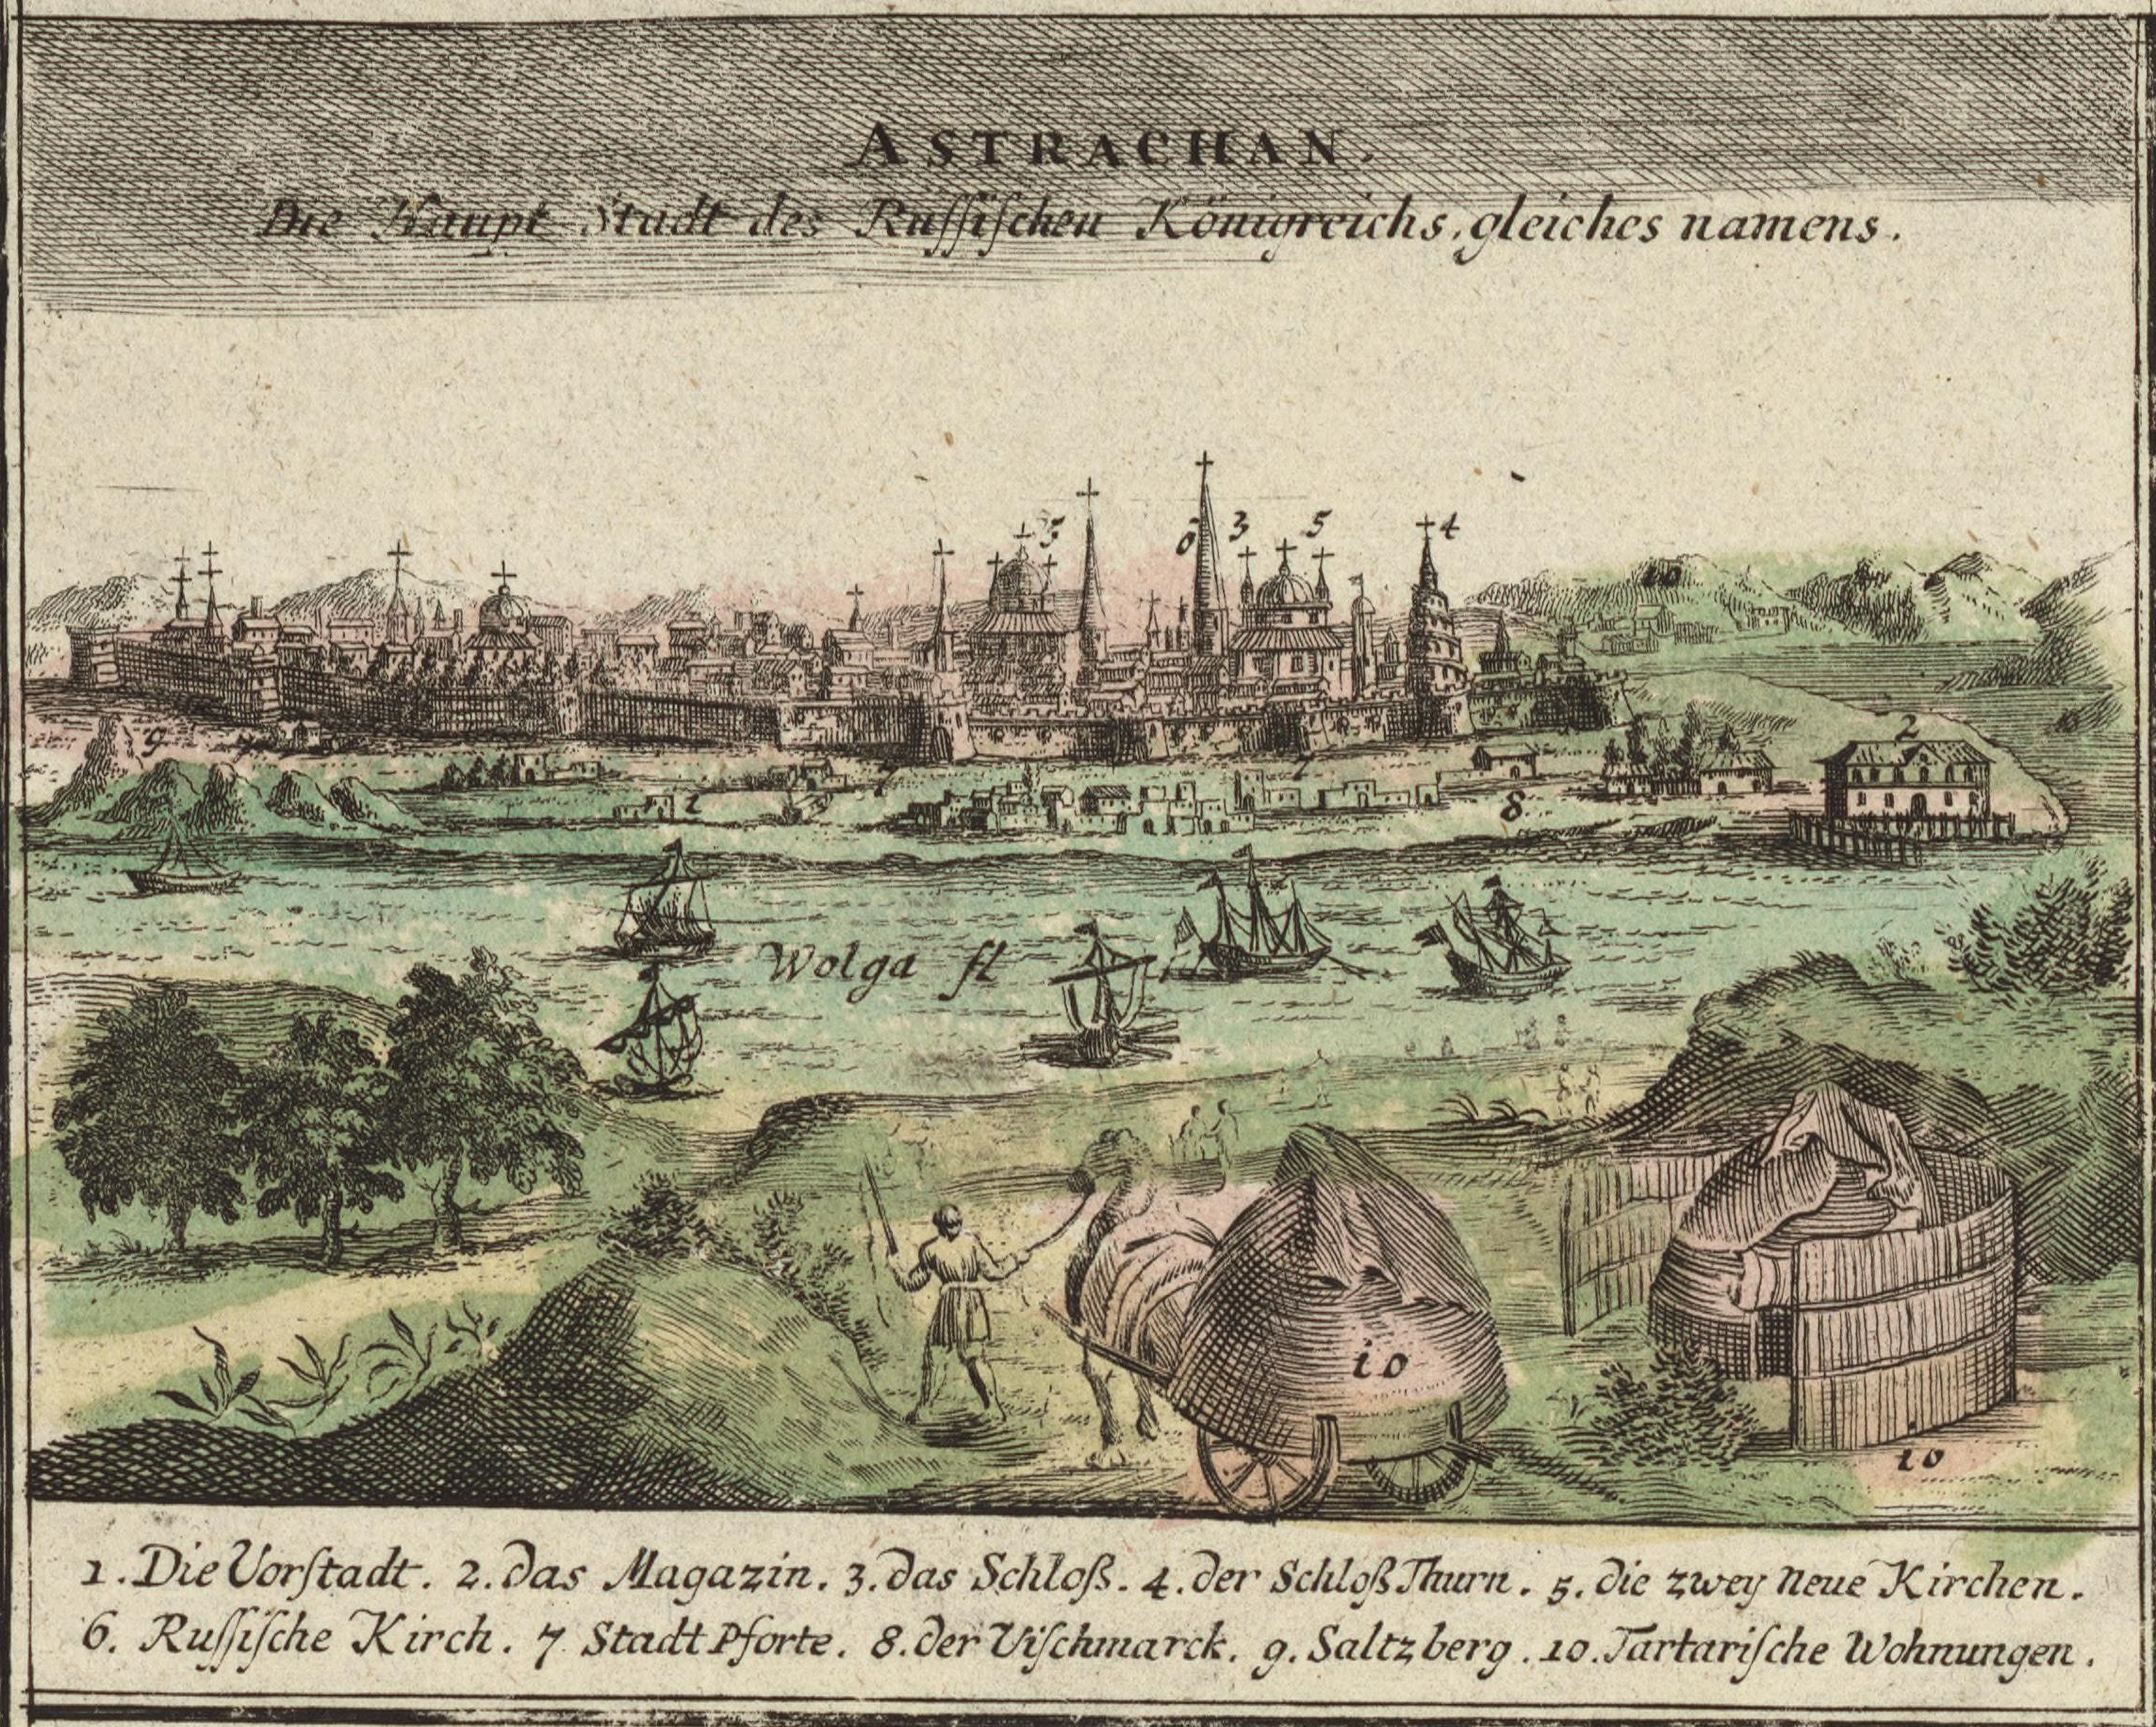 ASTRACHAN.
Die Haupt Stadt des Ruſſiſchen Königreichs, gleiches namens.
5 6 3 5 4
10
2
9
7
1
8
Wolga fl
10
10
1. Die Vorſtadt. 2. das Magazin. 3. das Schloß. 4. der Schloß Thurn. 5. die zwey Neue Kirchen.
6. Ruſſiſche Kirch. 7 Stadt Pforte. 8. der Viſchmarck. 9. Saltzberg. 10. Tartariſche Wohnungen.